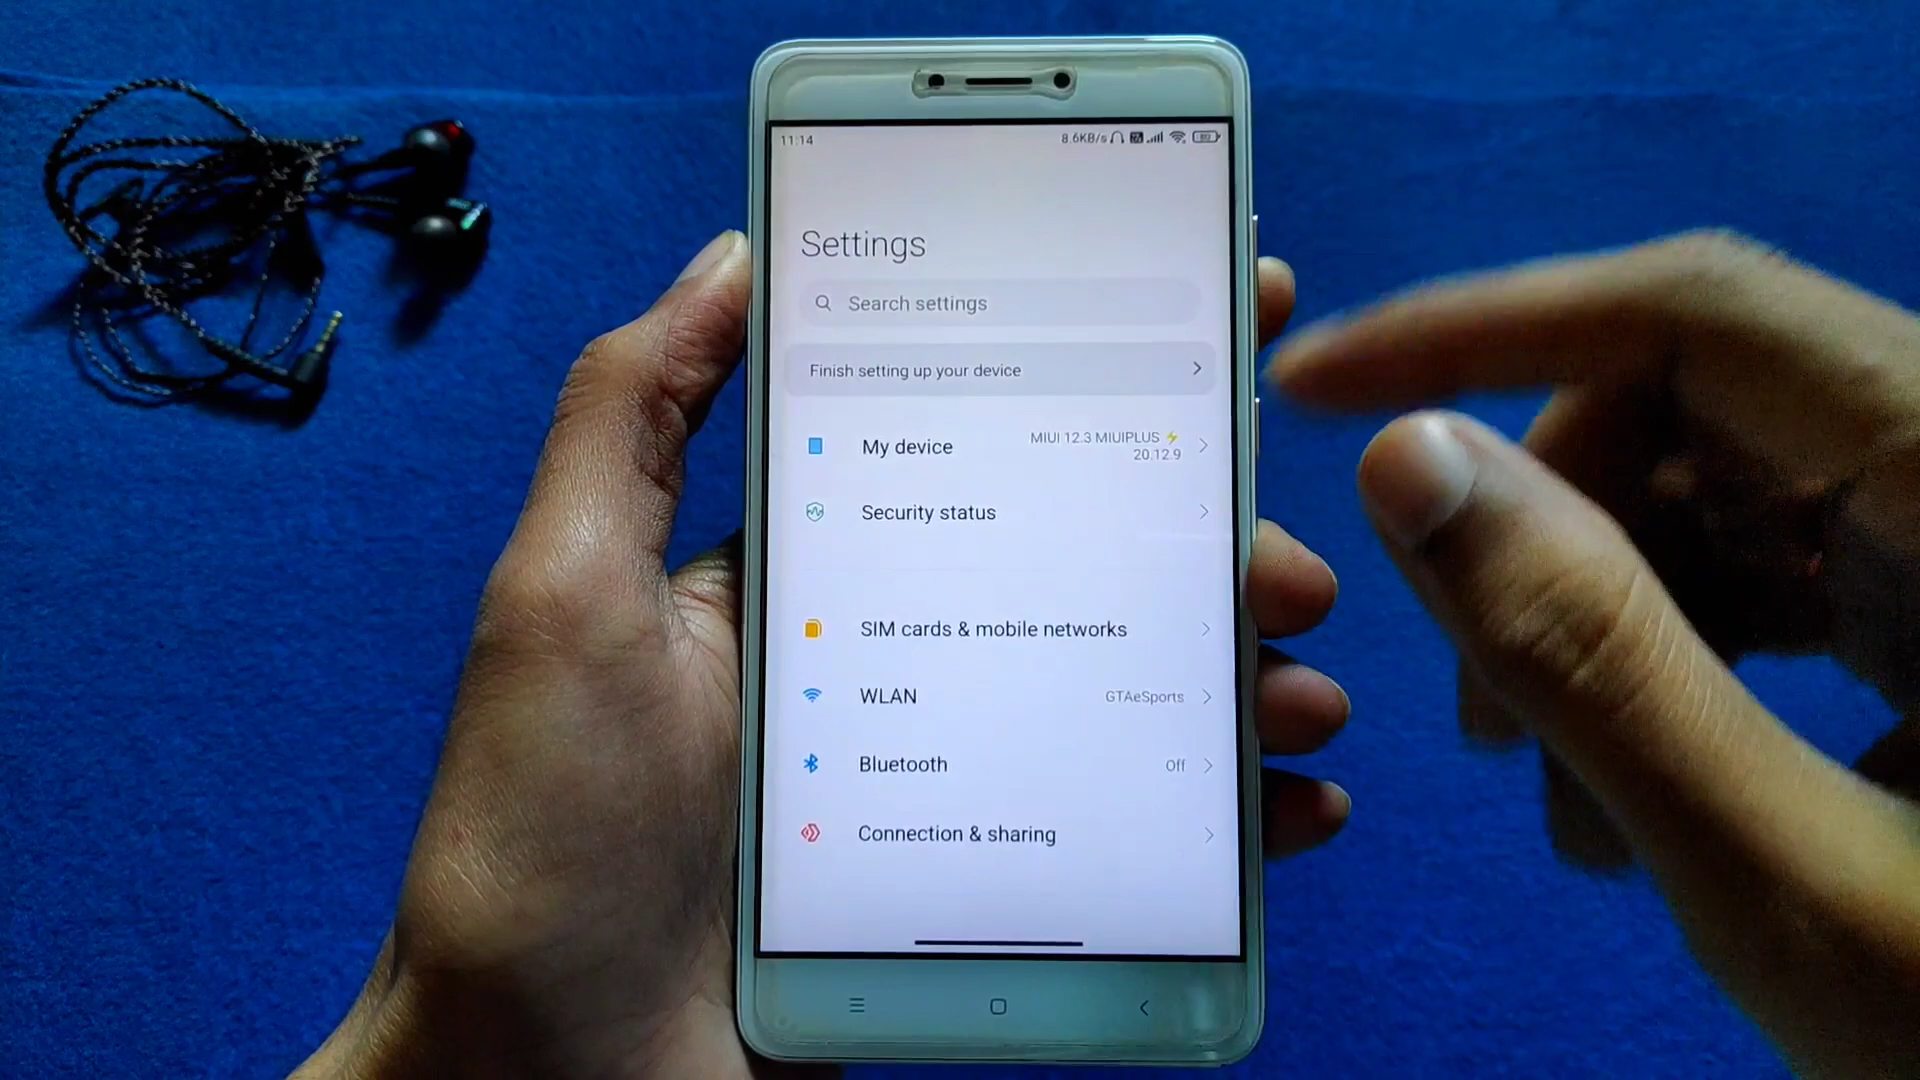 11:14
8.6KB/s
Settings
Search settings
Finish setting up your device
My device
MIUI 12.3 MIUIPLUS ⚡
20.12.9
Security status
SIM cards & mobile networks
WLAN
GTAeSports
Bluetooth
Off
Connection & sharing